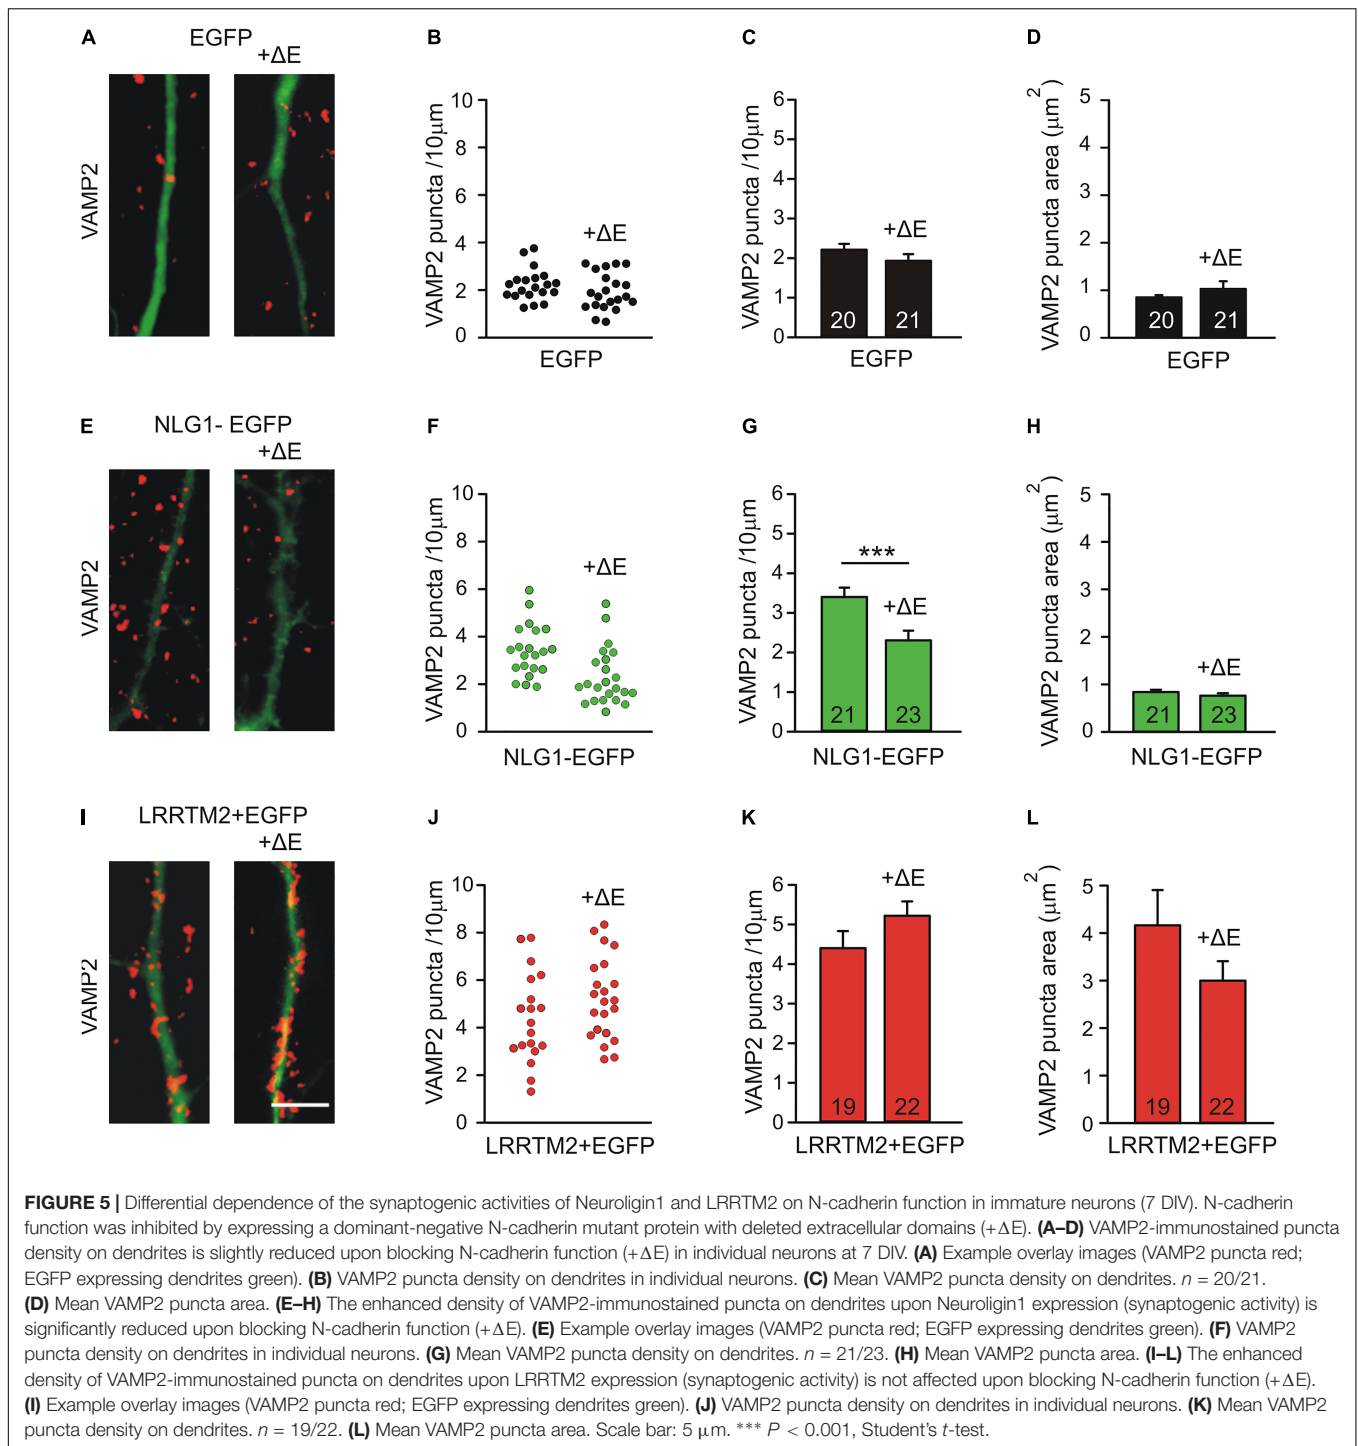 A
EGFP
+ΔE
VAMP2
B
VAMP2 puncta /10μm
10
8
6
4
2
0
+ΔE
EGFP
C
VAMP2 puncta /10μm
6
5
4
3
2
1
0
+ΔE
20
21
EGFP
D
VAMP2 puncta area (μm²)
5
4
3
2
1
0
+ΔE
20
21
EGFP
E
NLG1- EGFP
+ΔE
VAMP2
F
VAMP2 puncta /10μm
10
8
6
4
2
0
+ΔE
NLG1-EGFP
G
VAMP2 puncta /10μm
6
5
4
3
2
1
0
***
+ΔE
21
23
NLG1-EGFP
H
VAMP2 puncta area (μm²)
5
4
3
2
1
0
+ΔE
21
23
NLG1-EGFP
I
LRRTM2+EGFP
+ΔE
VAMP2
J
VAMP2 puncta /10μm
10
8
6
4
2
0
+ΔE
LRRTM2+EGFP
K
VAMP2 puncta /10μm
6
5
4
3
2
1
0
+ΔE
19
22
LRRTM2+EGFP
L
VAMP2 puncta area (μm²)
5
4
3
2
1
0
+ΔE
19
22
LRRTM2+EGFP
FIGURE 5 | Differential dependence of the synaptogenic activities of Neuroligin1 and LRRTM2 on N-cadherin function in immature neurons (7 DIV). N-cadherin
function was inhibited by expressing a dominant-negative N-cadherin mutant protein with deleted extracellular domains (+ΔE). (A–D) VAMP2-immunostained puncta
density on dendrites is slightly reduced upon blocking N-cadherin function (+ΔE) in individual neurons at 7 DIV. (A) Example overlay images (VAMP2 puncta red;
EGFP expressing dendrites green). (B) VAMP2 puncta density on dendrites in individual neurons. (C) Mean VAMP2 puncta density on dendrites. n = 20/21.
(D) Mean VAMP2 puncta area. (E–H) The enhanced density of VAMP2-immunostained puncta on dendrites upon Neuroligin1 expression (synaptogenic activity) is
significantly reduced upon blocking N-cadherin function (+ΔE). (E) Example overlay images (VAMP2 puncta red; EGFP expressing dendrites green). (F) VAMP2
puncta density on dendrites in individual neurons. (G) Mean VAMP2 puncta density on dendrites. n = 21/23. (H) Mean VAMP2 puncta area. (I–L) The enhanced
density of VAMP2-immunostained puncta on dendrites upon LRRTM2 expression (synaptogenic activity) is not affected upon blocking N-cadherin function (+ΔE).
(I) Example overlay images (VAMP2 puncta red; EGFP expressing dendrites green). (J) VAMP2 puncta density on dendrites in individual neurons. (K) Mean VAMP2
puncta density on dendrites. n = 19/22. (L) Mean VAMP2 puncta area. Scale bar: 5 μm. *** P < 0.001, Student's t-test.